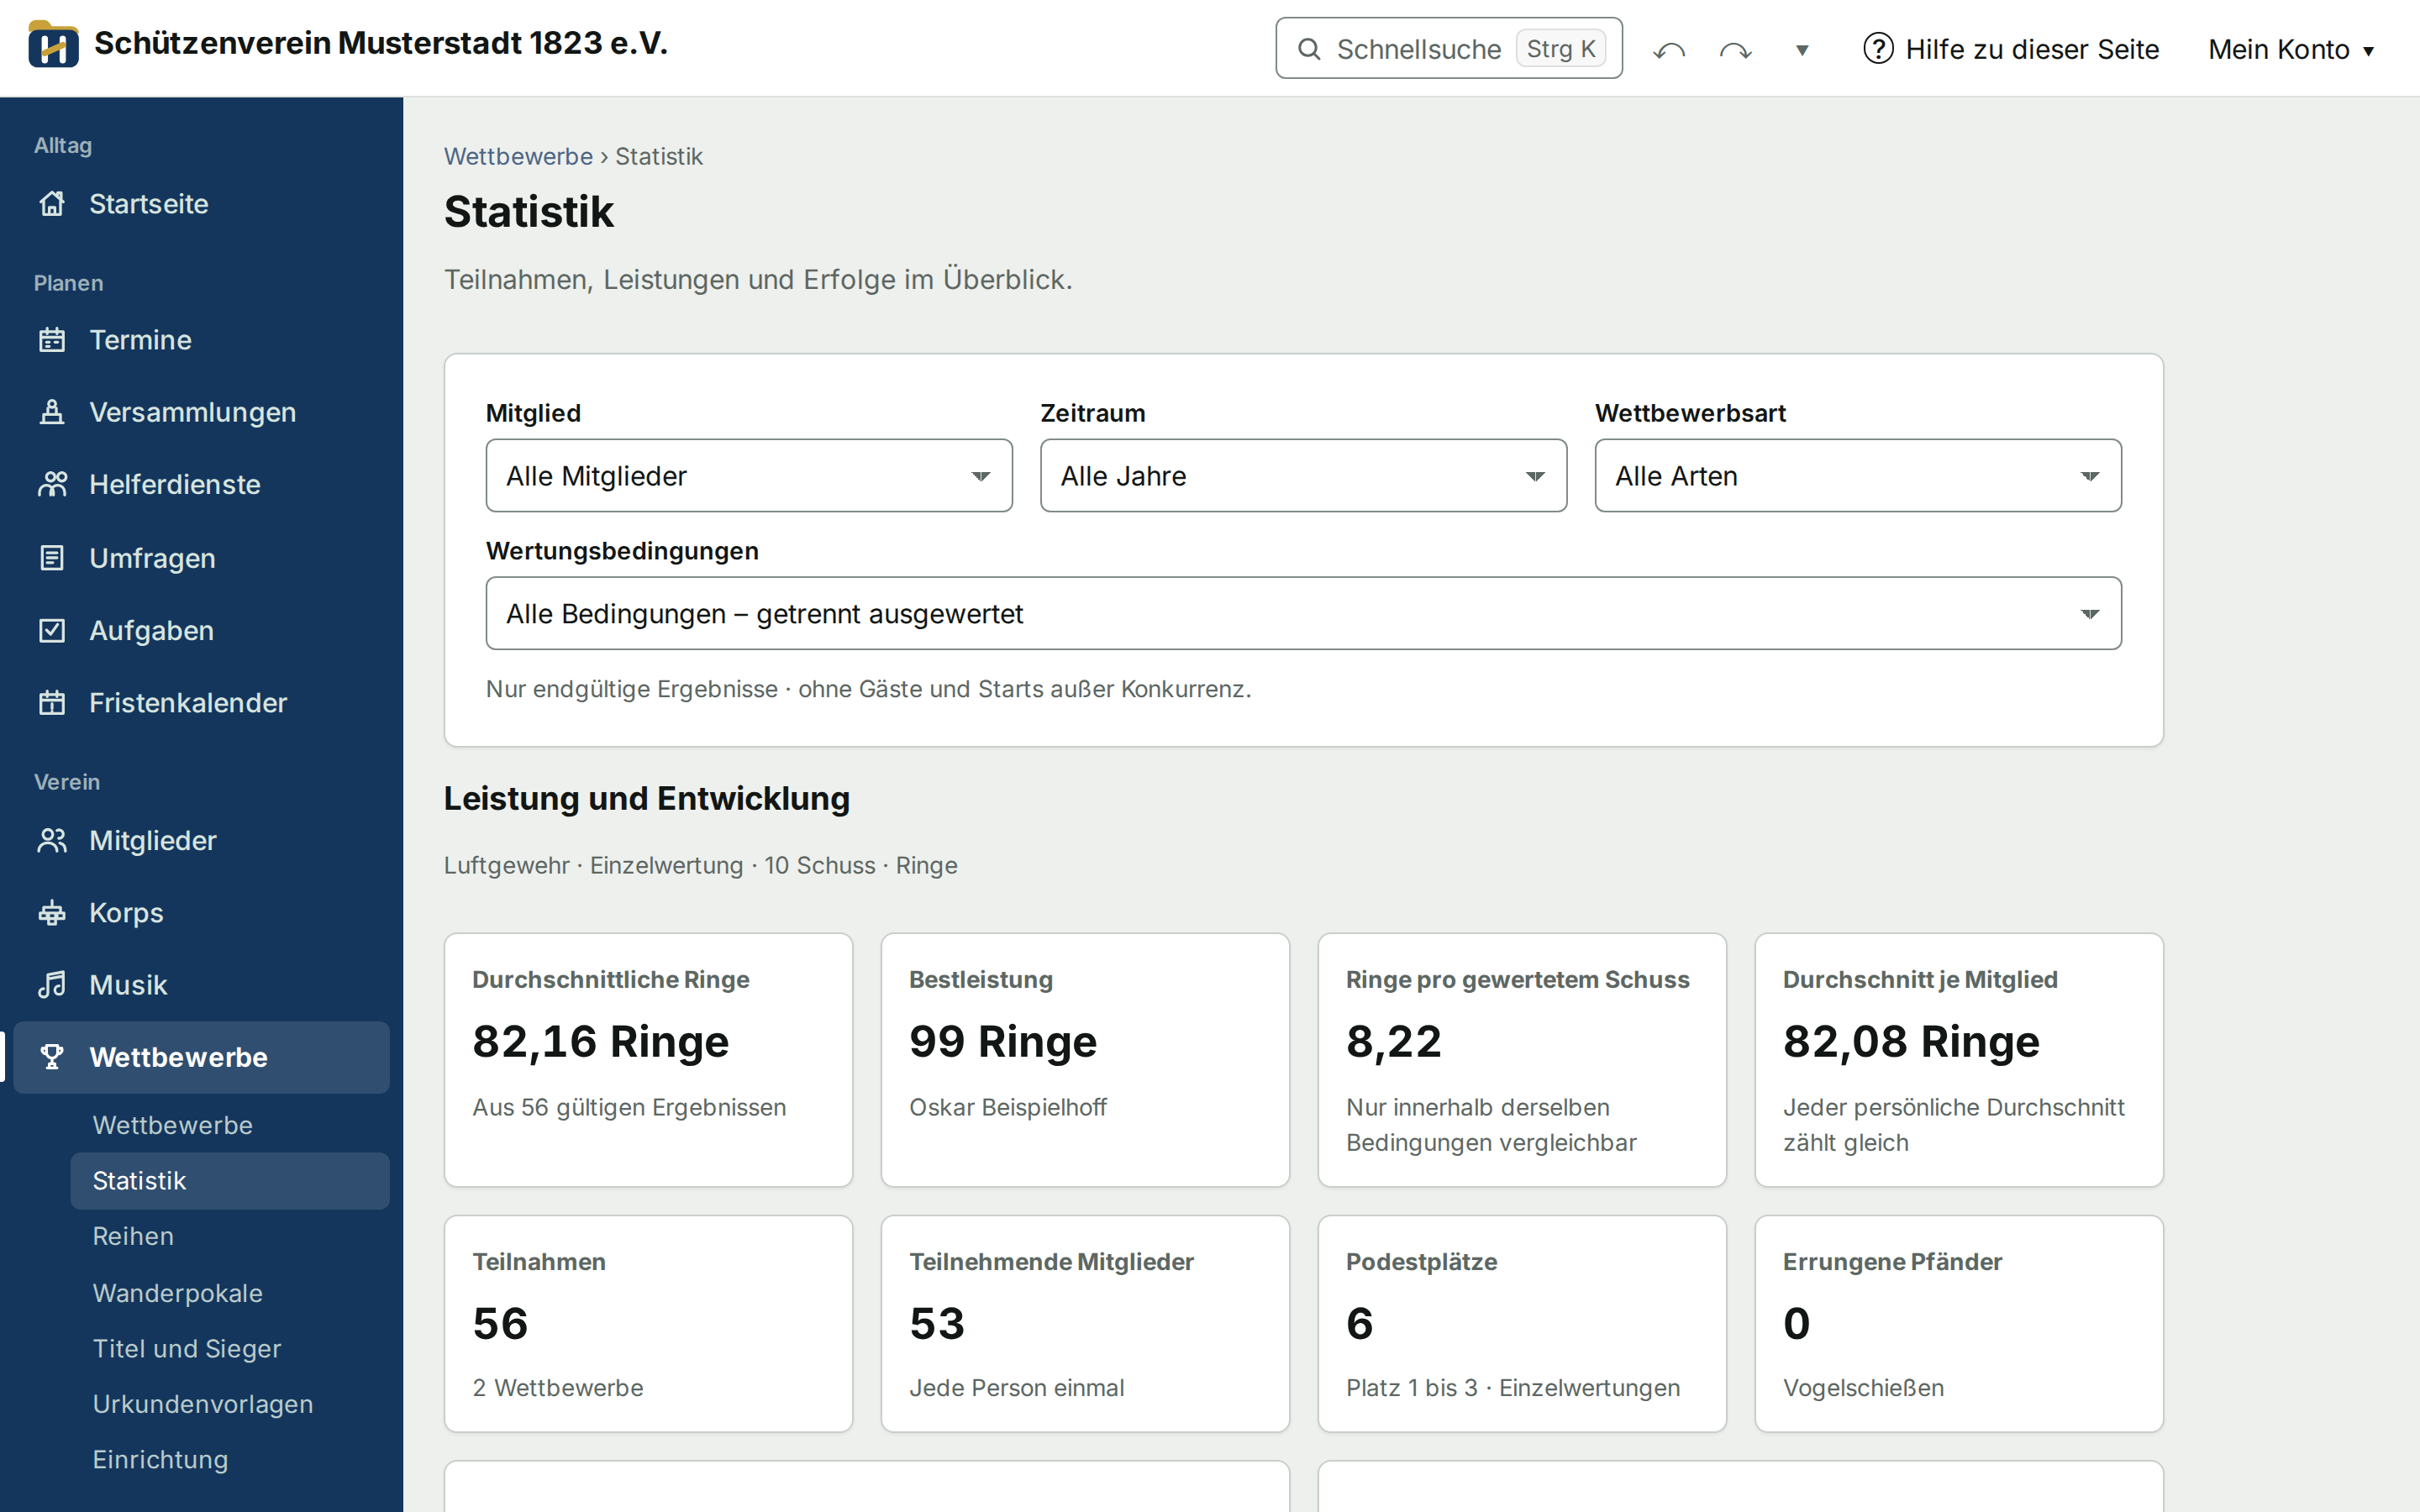 Schützenverein Musterstadt 1823 e.V.
Schnellsuche Strg K
Hilfe zu dieser Seite
Mein Konto
Alltag
Startseite
Planen
Termine
Versammlungen
Helferdienste
Umfragen
Aufgaben
Fristenkalender
Verein
Mitglieder
Korps
Musik
Wettbewerbe
Wettbewerbe
Statistik
Reihen
Wanderpokale
Titel und Sieger
Urkundenvorlagen
Einrichtung
Wettbewerbe › Statistik
Statistik
Teilnahmen, Leistungen und Erfolge im Überblick.
Mitglied
Alle Mitglieder
Zeitraum
Alle Jahre
Wettbewerbsart
Alle Arten
Wertungsbedingungen
Alle Bedingungen – getrennt ausgewertet
Nur endgültige Ergebnisse · ohne Gäste und Starts außer Konkurrenz.
Leistung und Entwicklung
Luftgewehr · Einzelwertung · 10 Schuss · Ringe
Durchschnittliche Ringe
82,16 Ringe
Aus 56 gültigen Ergebnissen
Bestleistung
99 Ringe
Oskar Beispielhoff
Ringe pro gewertetem Schuss
8,22
Nur innerhalb derselben
Bedingungen vergleichbar
Durchschnitt je Mitglied
82,08 Ringe
Jeder persönliche Durchschnitt
zählt gleich
Teilnahmen
56
2 Wettbewerbe
Teilnehmende Mitglieder
53
Jede Person einmal
Podestplätze
6
Platz 1 bis 3 · Einzelwertungen
Errungene Pfänder
0
Vogelschießen